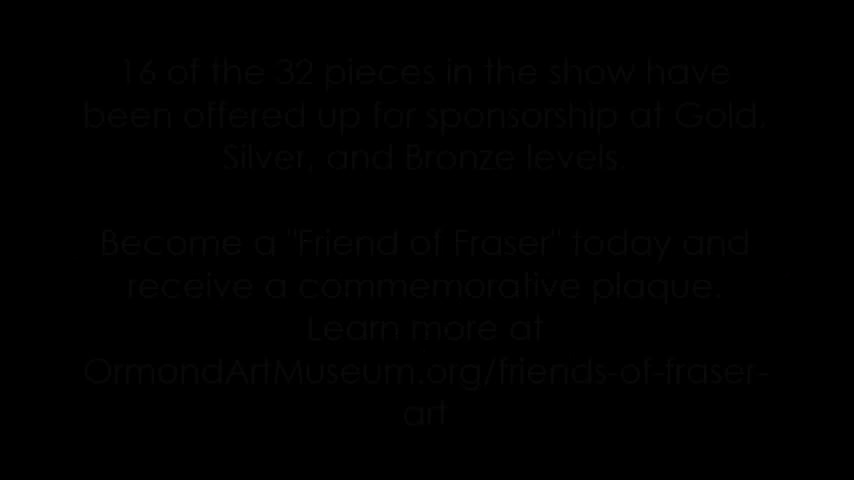 16 of the 32 pieces in the show have
been offered up for sponsorship at Gold,
Silver, and Bronze levels.
Become a "Friend of Fraser" today and
receive a commemorative plaque.
Learn more at
OrmondArtMuseum.org/friends-of-fraser-
art